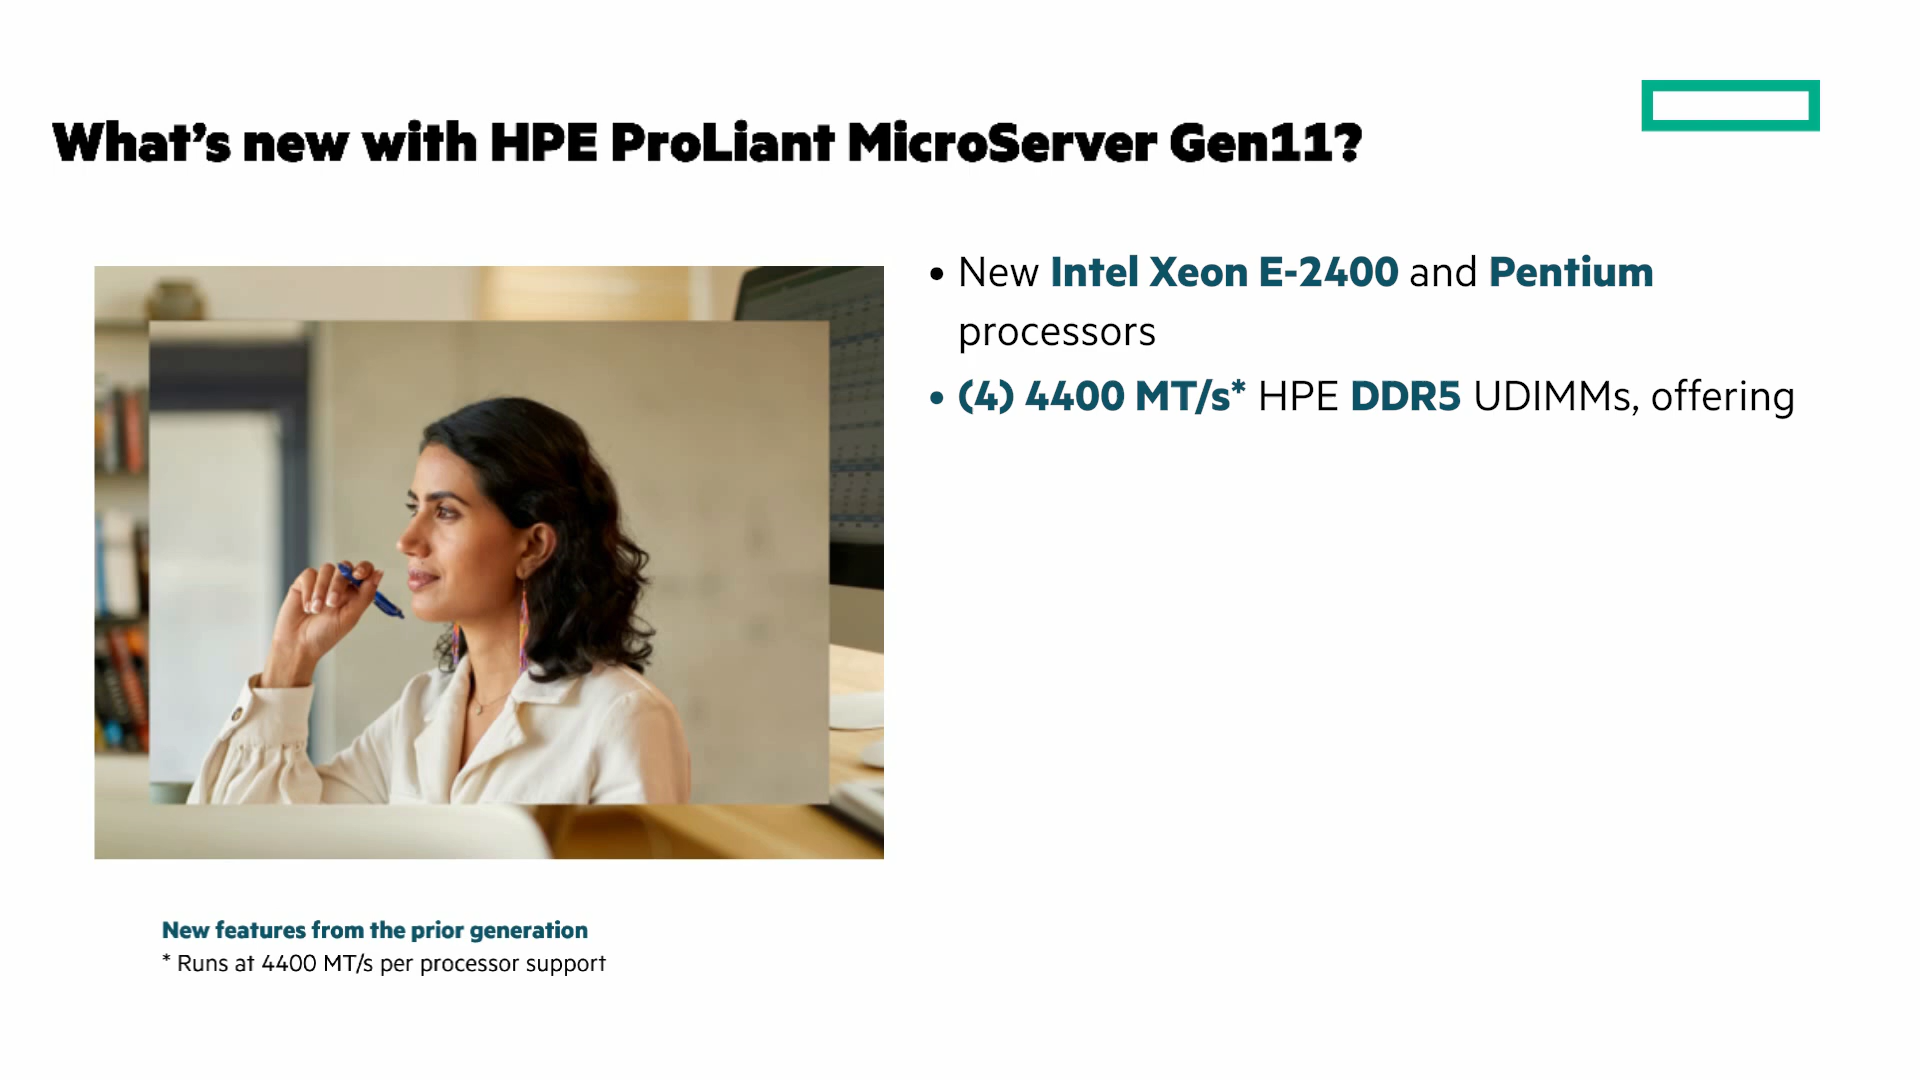 What’s new with HPE ProLiant MicroServer Gen11?
• New Intel Xeon E-2400 and Pentium
processors
• (4) 4400 MT/s* HPE DDR5 UDIMMs, offering
New features from the prior generation
* Runs at 4400 MT/s per processor support